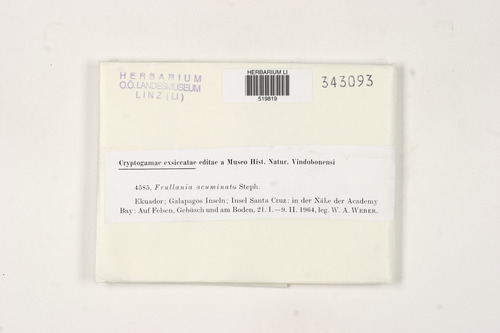 HERBARIUM
O.Ö. LANDESMUSEUM
LINZ (LI)
HERBARIUM LI
519819
343093
Cryptogamae exsiccatae editae a Museo Hist. Natur. Vindobonensi
4585. Frullania acuminata Steph.
Ekuador; Galapagos Inseln; Insel Santa Cruz: in der Nähe der Academy
Bay: Auf Felsen, Gebüsch und am Boden, 21. I.—9. II. 1964, leg. W. A. WEBER.